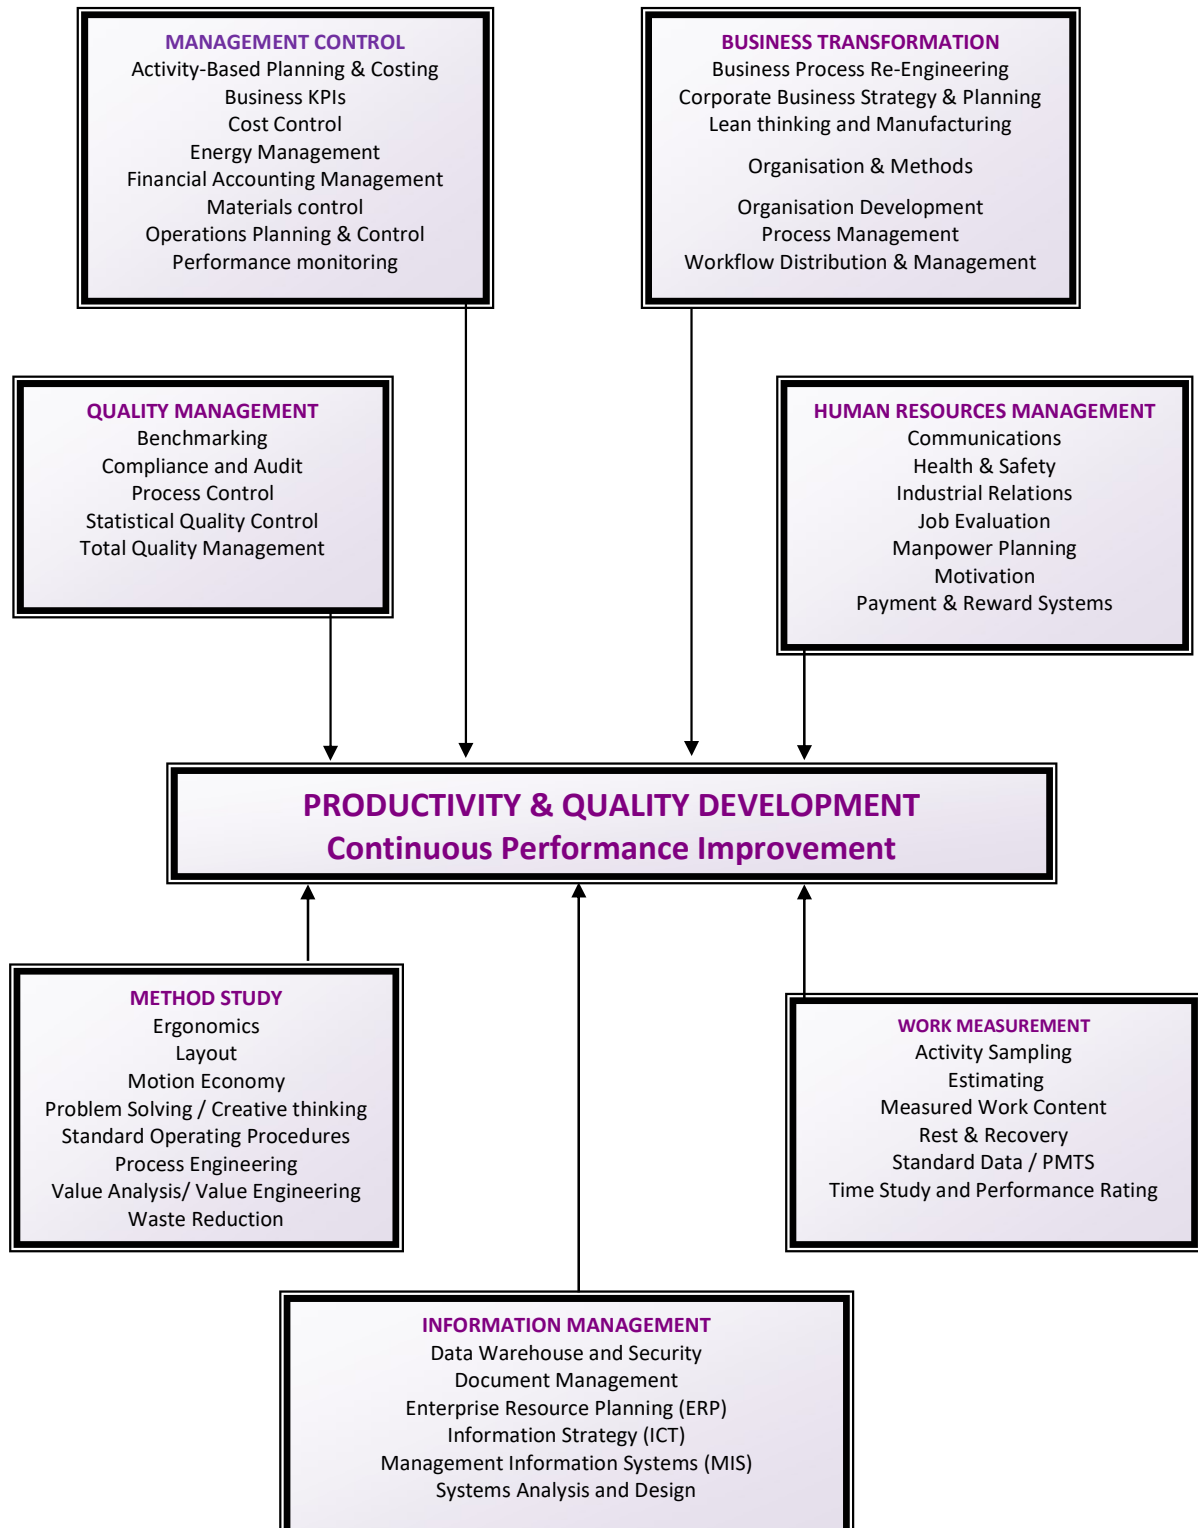 MANAGEMENT CONTROL
Activity-Based Planning & Costing
Business KPIs
Cost Control
Energy Management
Financial Accounting Management
Materials control
Operations Planning & Control
Performance monitoring
BUSINESS TRANSFORMATION
Business Process Re-Engineering
Corporate Business Strategy & Planning
Lean thinking and Manufacturing
Organisation & Methods
Organisation Development
Process Management
Workflow Distribution & Management
QUALITY MANAGEMENT
Benchmarking
Compliance and Audit
Process Control
Statistical Quality Control
Total Quality Management
HUMAN RESOURCES MANAGEMENT
Communications
Health & Safety
Industrial Relations
Job Evaluation
Manpower Planning
Motivation
Payment & Reward Systems
PRODUCTIVITY & QUALITY DEVELOPMENT
Continuous Performance Improvement
METHOD STUDY
Ergonomics
Layout
Motion Economy
Problem Solving / Creative thinking
Standard Operating Procedures
Process Engineering
Value Analysis/ Value Engineering
Waste Reduction
WORK MEASUREMENT
Activity Sampling
Estimating
Measured Work Content
Rest & Recovery
Standard Data / PMTS
Time Study and Performance Rating
INFORMATION MANAGEMENT
Data Warehouse and Security
Document Management
Enterprise Resource Planning (ERP)
Information Strategy (ICT)
Management Information Systems (MIS)
Systems Analysis and Design